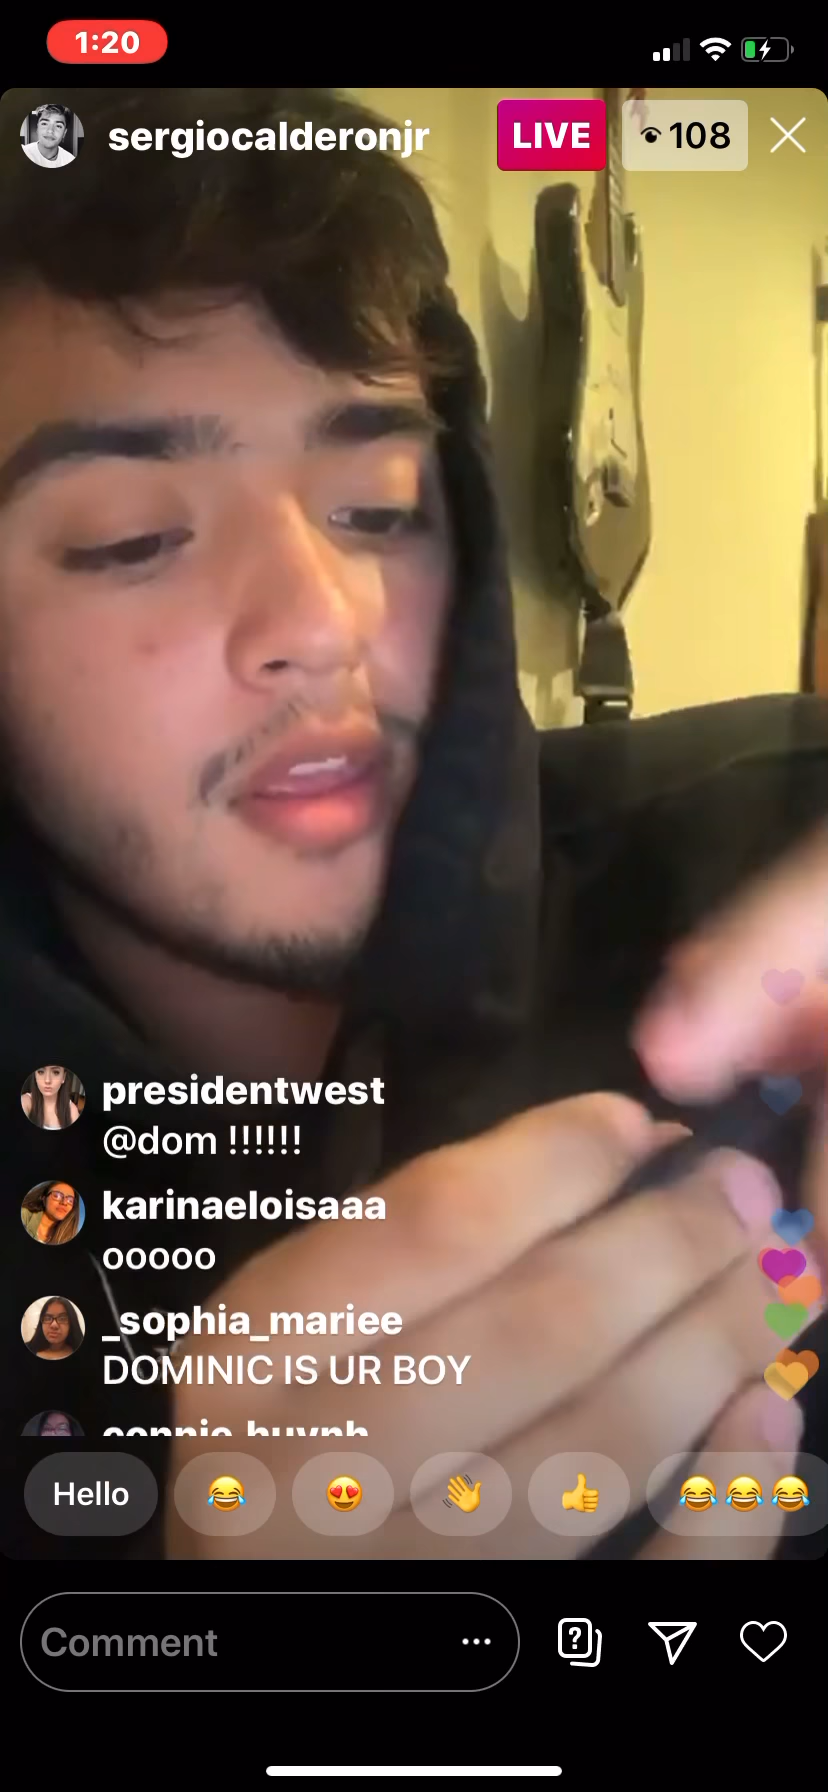 1:20
sergiocalderonjr LIVE 108
presidentwest
@dom !!!!!!
karinaeloisaaa
ooooo
_sophia_mariee
DOMINIC IS UR BOY
Hello
Comment